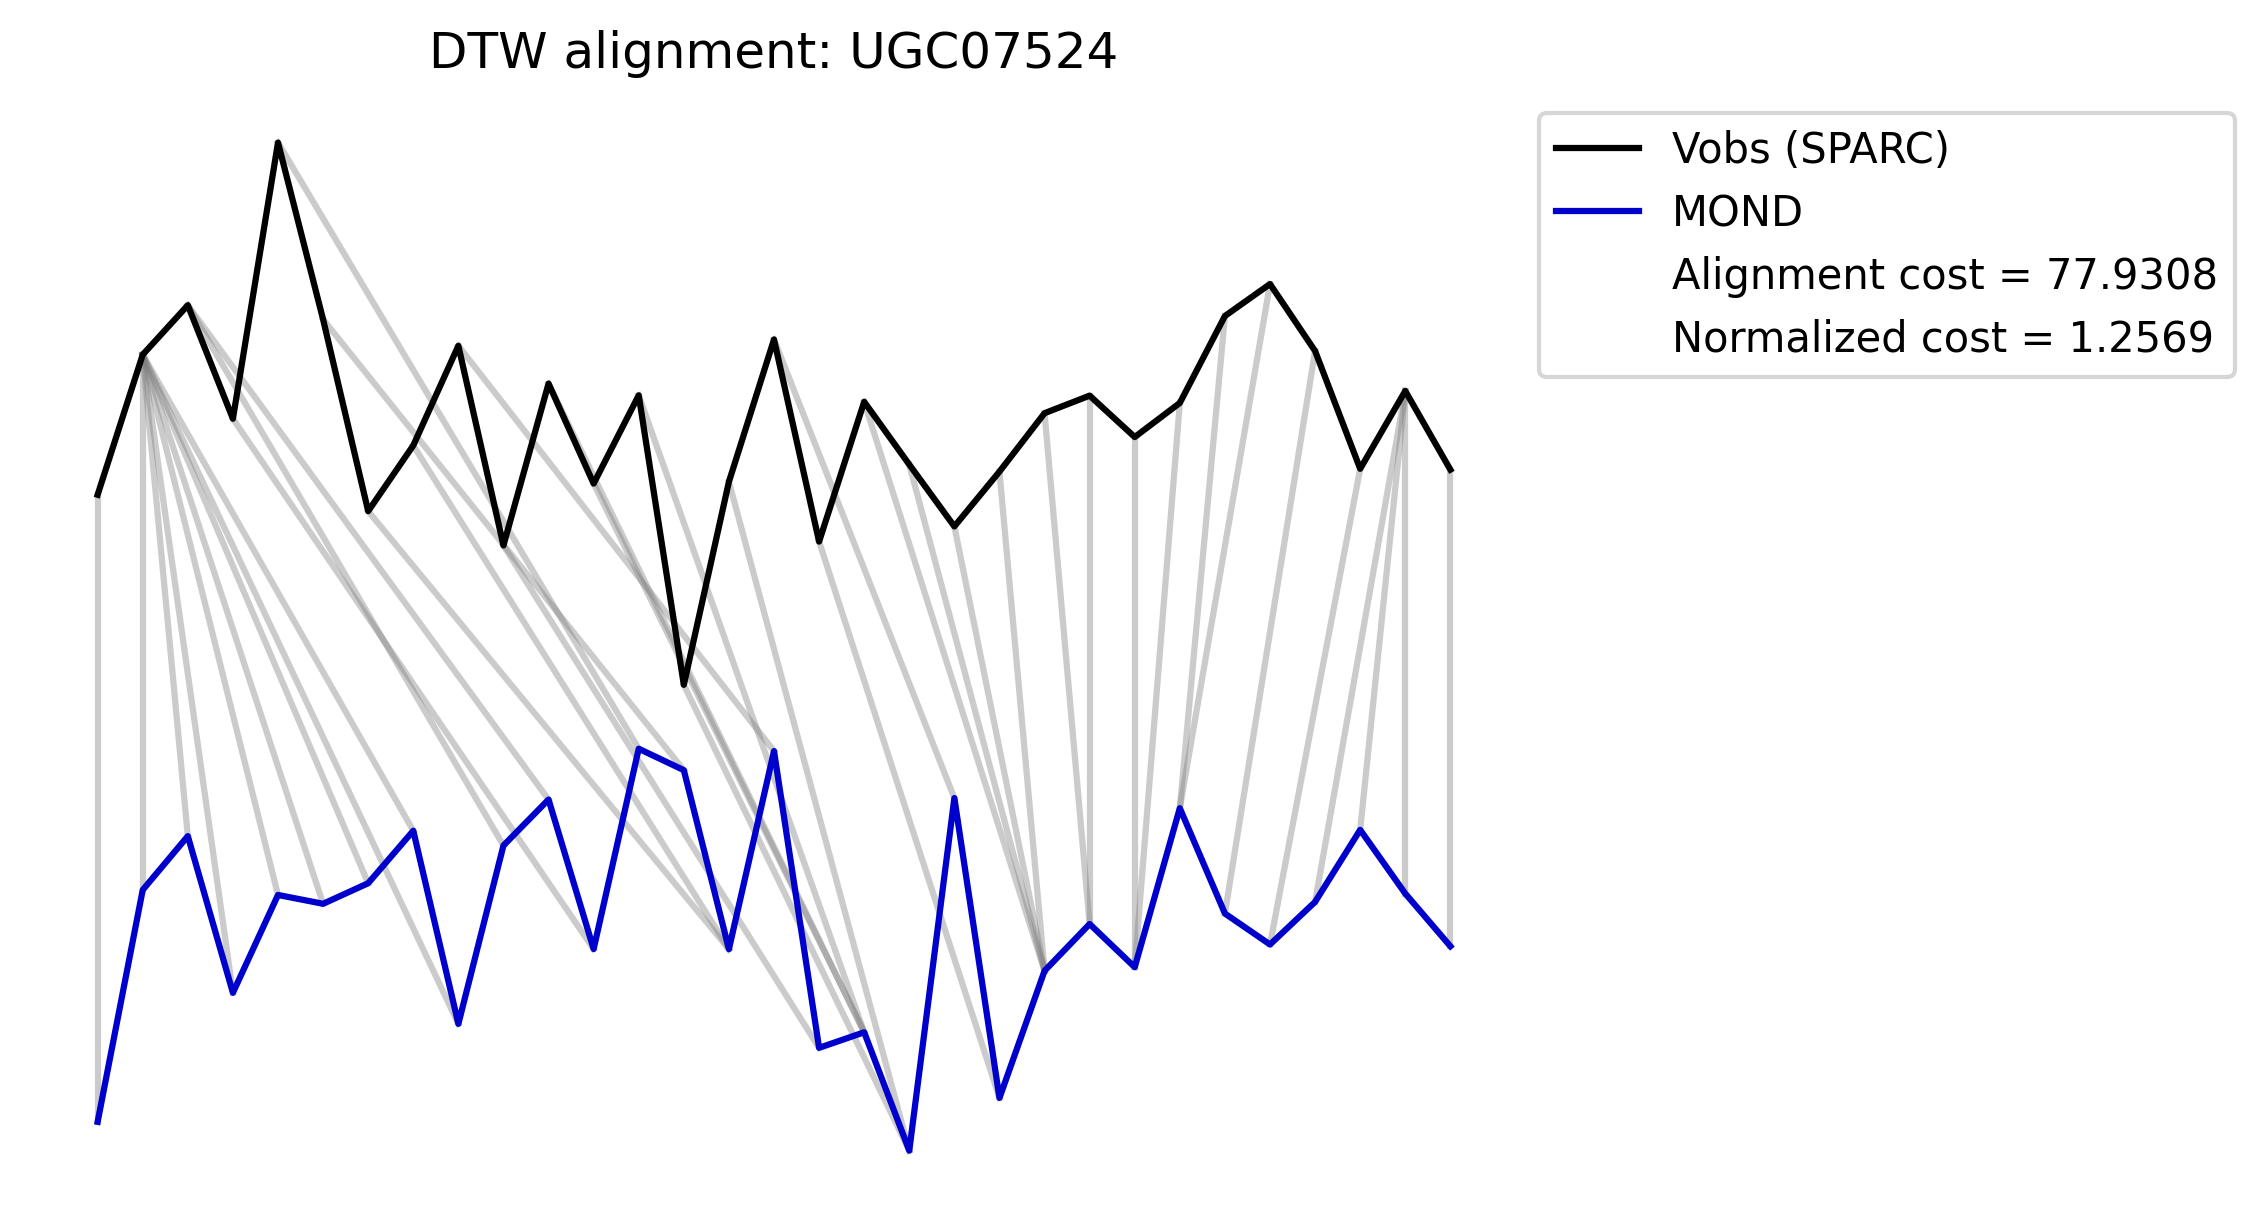 DTW alignment: UGC07524
Vobs (SPARC)
MOND
Alignment cost = 77.9308
Normalized cost = 1.2569